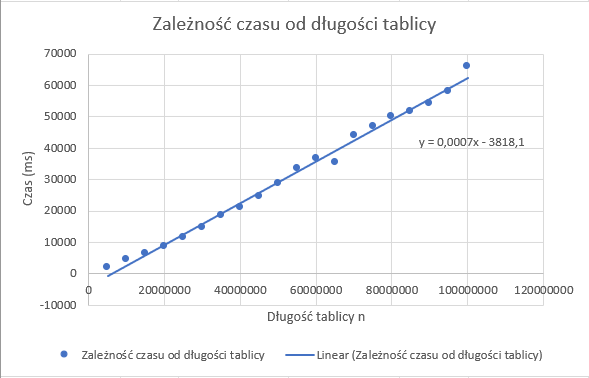 Zależność czasu od długości tablicy
70000
60000
50000
40000
30000
20000
10000
0
-10000
Czas (ms)
y = 0,0007x - 3818,1
0 20000000 40000000 60000000 80000000 100000000 120000000
Długość tablicy n
Zależność czasu od długości tablicy Linear (Zależność czasu od długości tablicy)